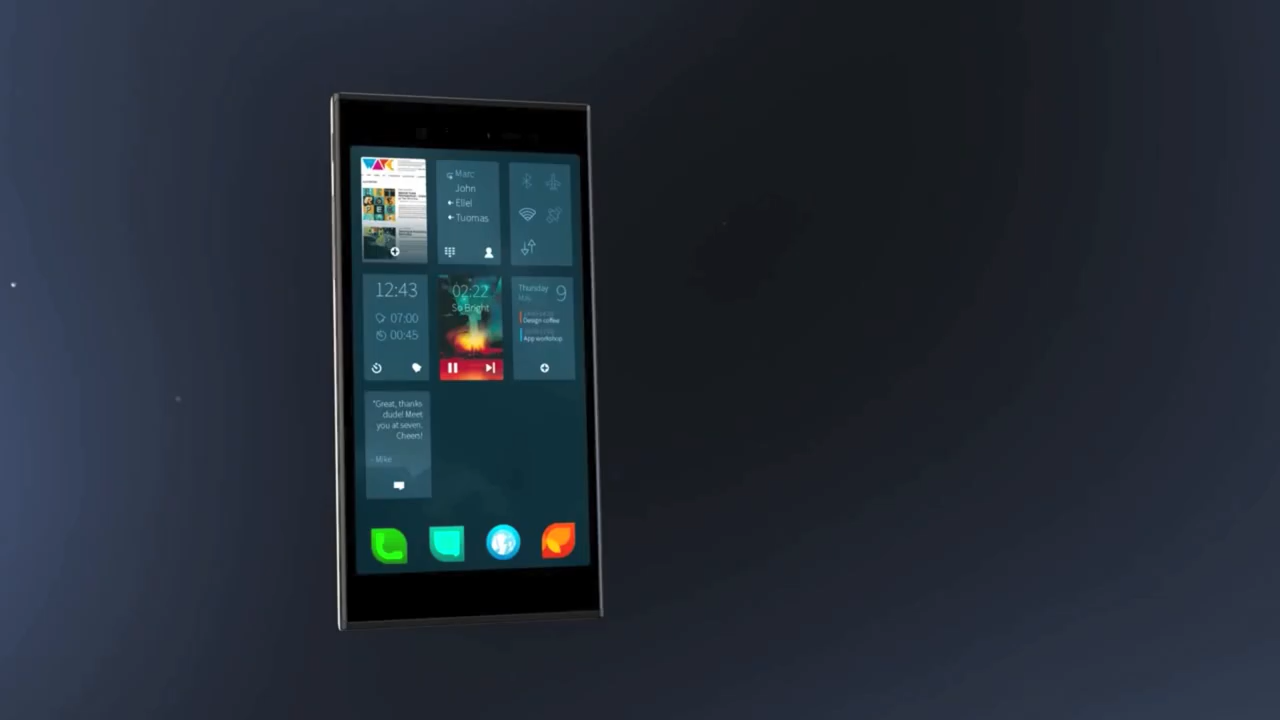 Marc
John
Ellel
Tuomas
12:43
07:00
00:45
02:22
So Bright
Thursday 9
Design coffee
App workshop
"Great, thanks
dude! Meet
you at seven.
Cheers!
- Mike